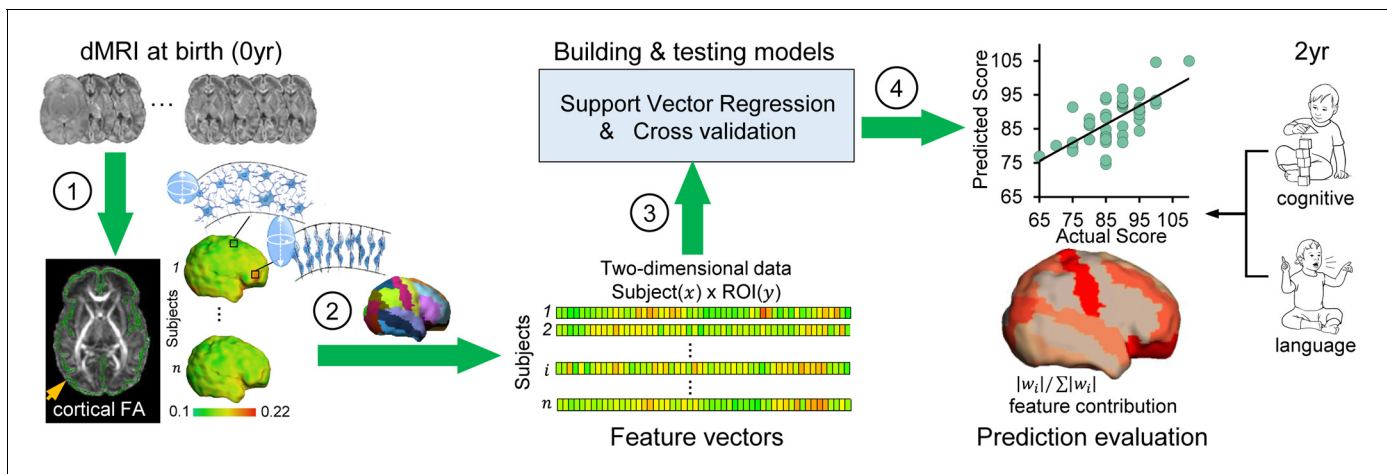 dMRI at birth (0yr)
...
1
Subjects
1
⋮
n
cortical FA
0.1
0.22
2
Building & testing models
Support Vector Regression
& Cross validation
3
Two-dimensional data
Subject(x) x ROI(y)
Subjects
1
2
⋮
i
⋮
n
Feature vectors
4
Predicted Score
105
95
85
75
65
65 75 85 95 105
Actual Score
|wᵢ|/∑|wᵢ|
feature contribution
Prediction evaluation
2yr
cognitive
language